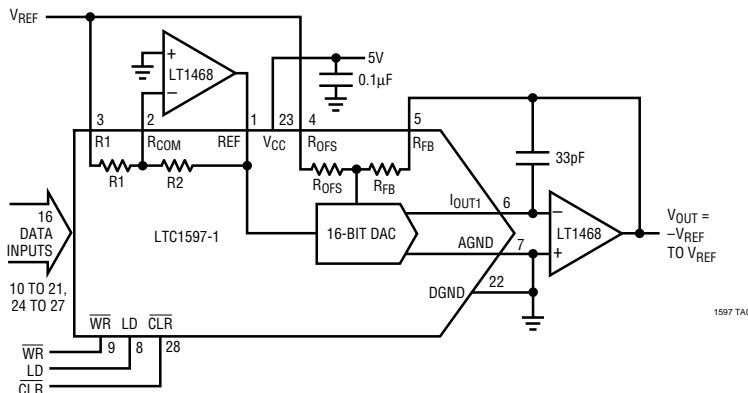 VREF
5V
0.1µF
LT1468
+
–
3 2 1 23 4 5
R1 RCOM REF VCC ROFS RFB
R1 R2 ROFS RFB
33pF
IOUT1 6
16
DATA
INPUTS
LTC1597-1
16-BIT DAC
AGND 7
–
+
LT1468
VOUT =
–VREF
TO VREF
10 TO 21,
24 TO 27
DGND 22
WR LD CLR
9 8 28
WR
LD
CLR